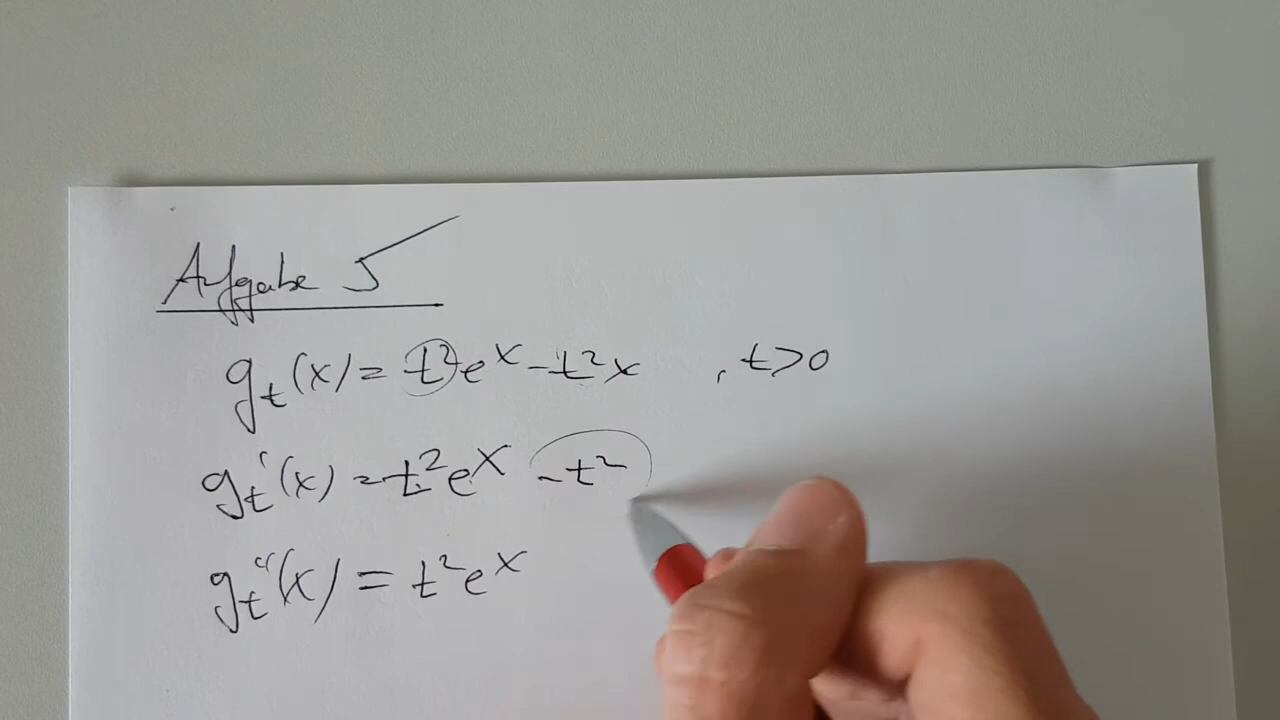 Aufgabe 5
gₜ(x) = t²eˣ - t²x , t>0
gₜ'(x) = t²eˣ - t²
gₜ''(x) = t²eˣ